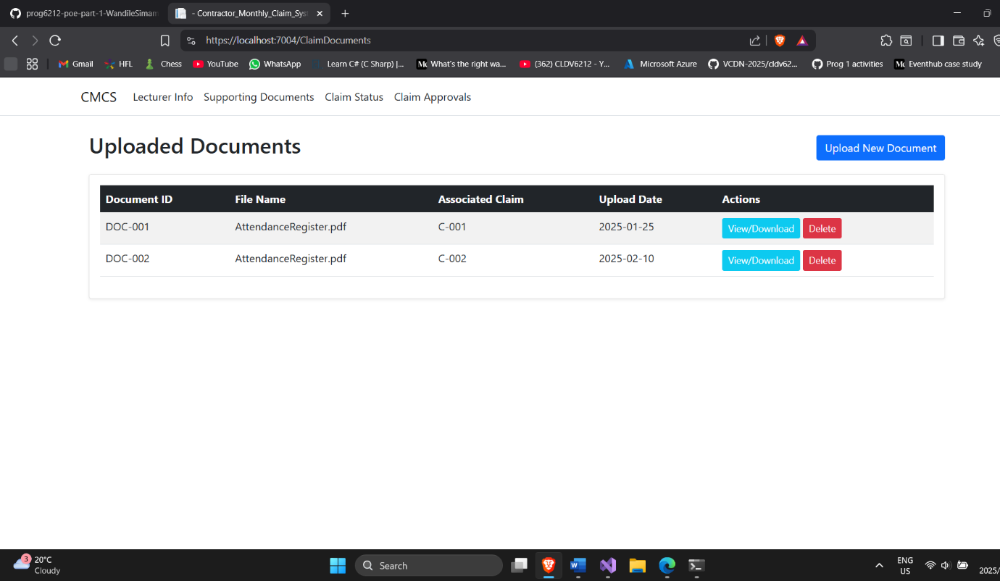 prog6212-poe-part-1-WandileSimam
- Contractor_Monthly_Claim_Sys
https://localhost:7004/ClaimDocuments
Gmail HFL Chess YouTube WhatsApp Learn C# (C Sharp) |... What's the right wa... (362) CLDV6212 - Y... Microsoft Azure VCDN-2025/cldv62... Prog 1 activities Eventhub case study
CMCS Lecturer Info Supporting Documents Claim Status Claim Approvals
Uploaded Documents
Upload New Document
Document ID File Name Associated Claim Upload Date Actions
DOC-001 AttendanceRegister.pdf C-001 2025-01-25 View/Download Delete
DOC-002 AttendanceRegister.pdf C-002 2025-02-10 View/Download Delete
3
20°C
Cloudy
Search
ENG
US
2025/